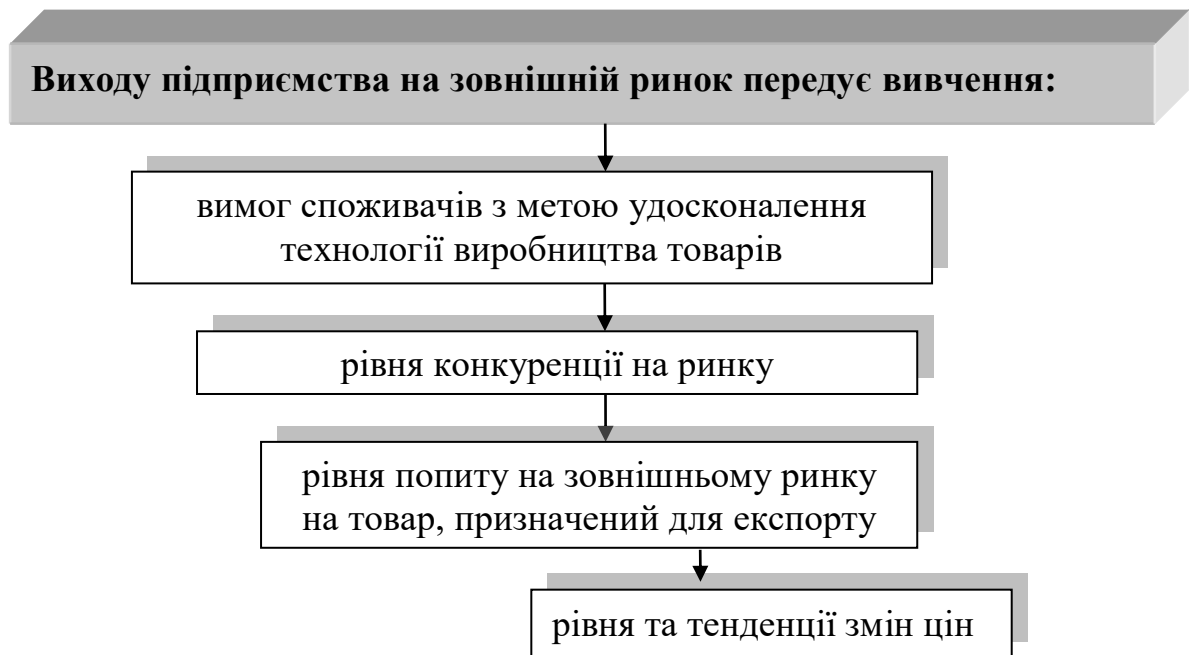 Виходу підприємства на зовнішній ринок передує вивчення:
вимог споживачів з метою удосконалення
технології виробництва товарів
рівня конкуренції на ринку
рівня попиту на зовнішньому ринку
на товар, призначений для експорту
рівня та тенденції змін цін